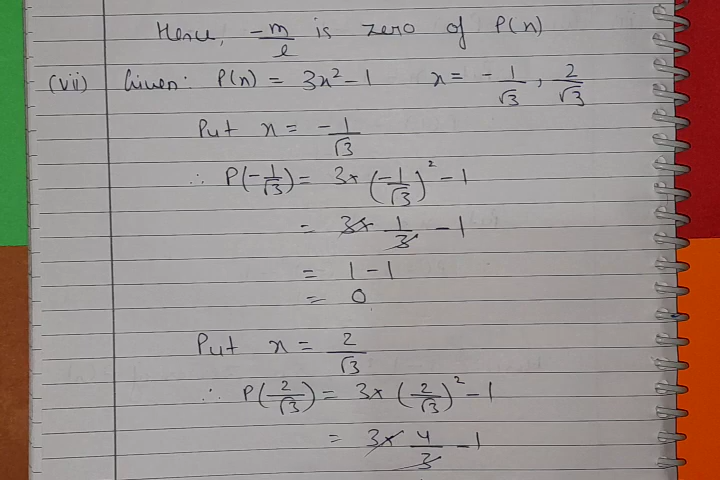 Hence, -m/l is zero of P(x)
(vii) Given: P(x) = 3x² - 1    x = - 1/√3, 2/√3
Put x = - 1/√3
∴ P(-1/√3) = 3× (-1/√3)² - 1
= 3× 1/3 - 1
= 1 - 1
= 0
Put x = 2/√3
∴ P(2/√3) = 3× (2/√3)² - 1
= 3× 4/3 - 1